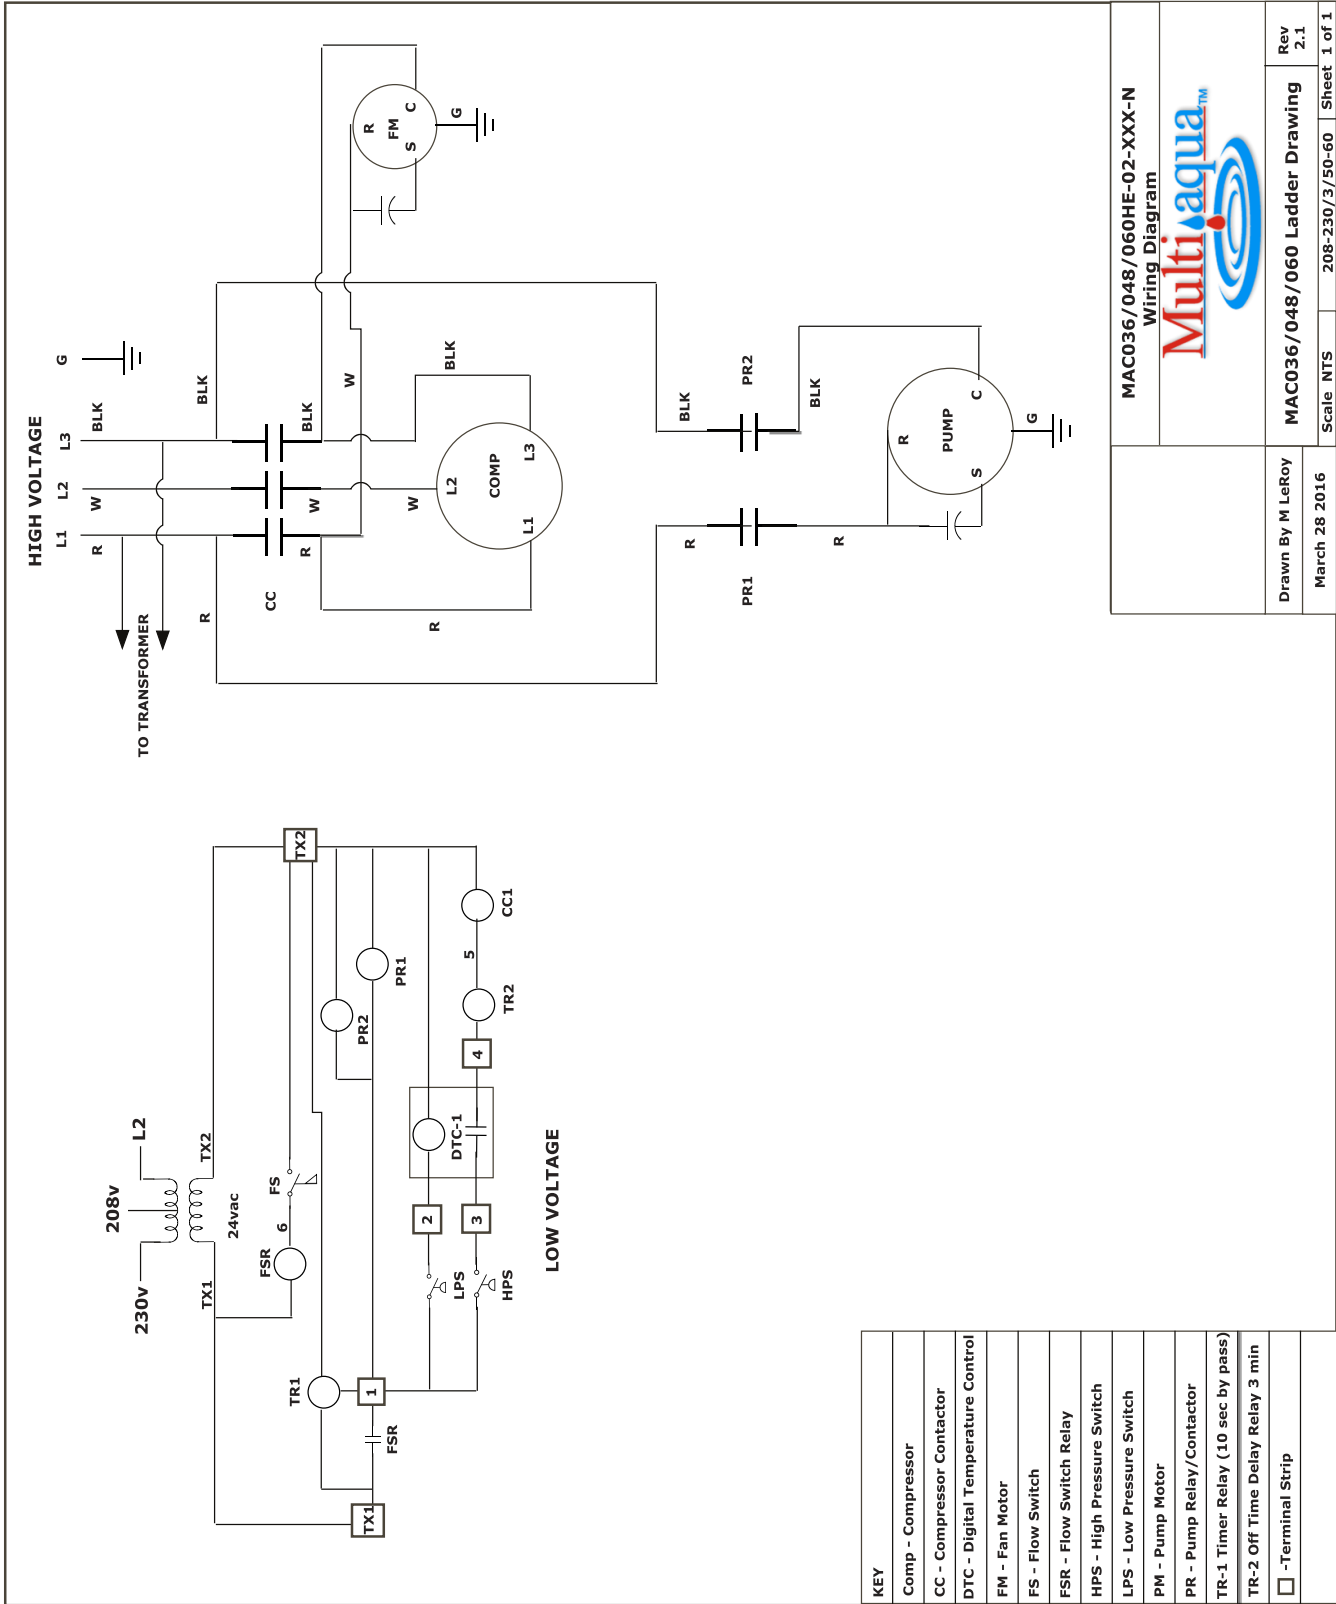 HIGH VOLTAGE
L1
L2
L3
G
R
W
BLK
TO TRANSFORMER
R
BLK
CC
R
W
BLK
W
R
W
BLK
COMP
L1
L2
L3
R
FM
S
C
G
R
BLK
PR1
PR2
R
BLK
PUMP
R
S
C
G
230v
208v
L2
TX1
24vac
TX2
FSR
6
FS
TX2
TR1
PR2
PR1
TX1
FSR
1
LPS
2
DTC-1
HPS
3
4
TR2
5
CC1
LOW VOLTAGE
KEY
Comp - Compressor
CC - Compressor Contactor
DTC - Digital Temperature Control
FM - Fan Motor
FS - Flow Switch
FSR - Flow Switch Relay
HPS - High Pressure Switch
LPS - Low Pressure Switch
PM - Pump Motor
PR - Pump Relay/Contactor
TR-1 Timer Relay (10 sec by pass)
TR-2 Off Time Delay Relay 3 min
-Terminal Strip
MAC036/048/060HE-02-XXX-N
Wiring Diagram
Multi aqua™
Drawn By M LeRoy
MAC036/048/060 Ladder Drawing
Rev
2.1
March 28 2016
Scale NTS
208-230/3/50-60
Sheet 1 of 1